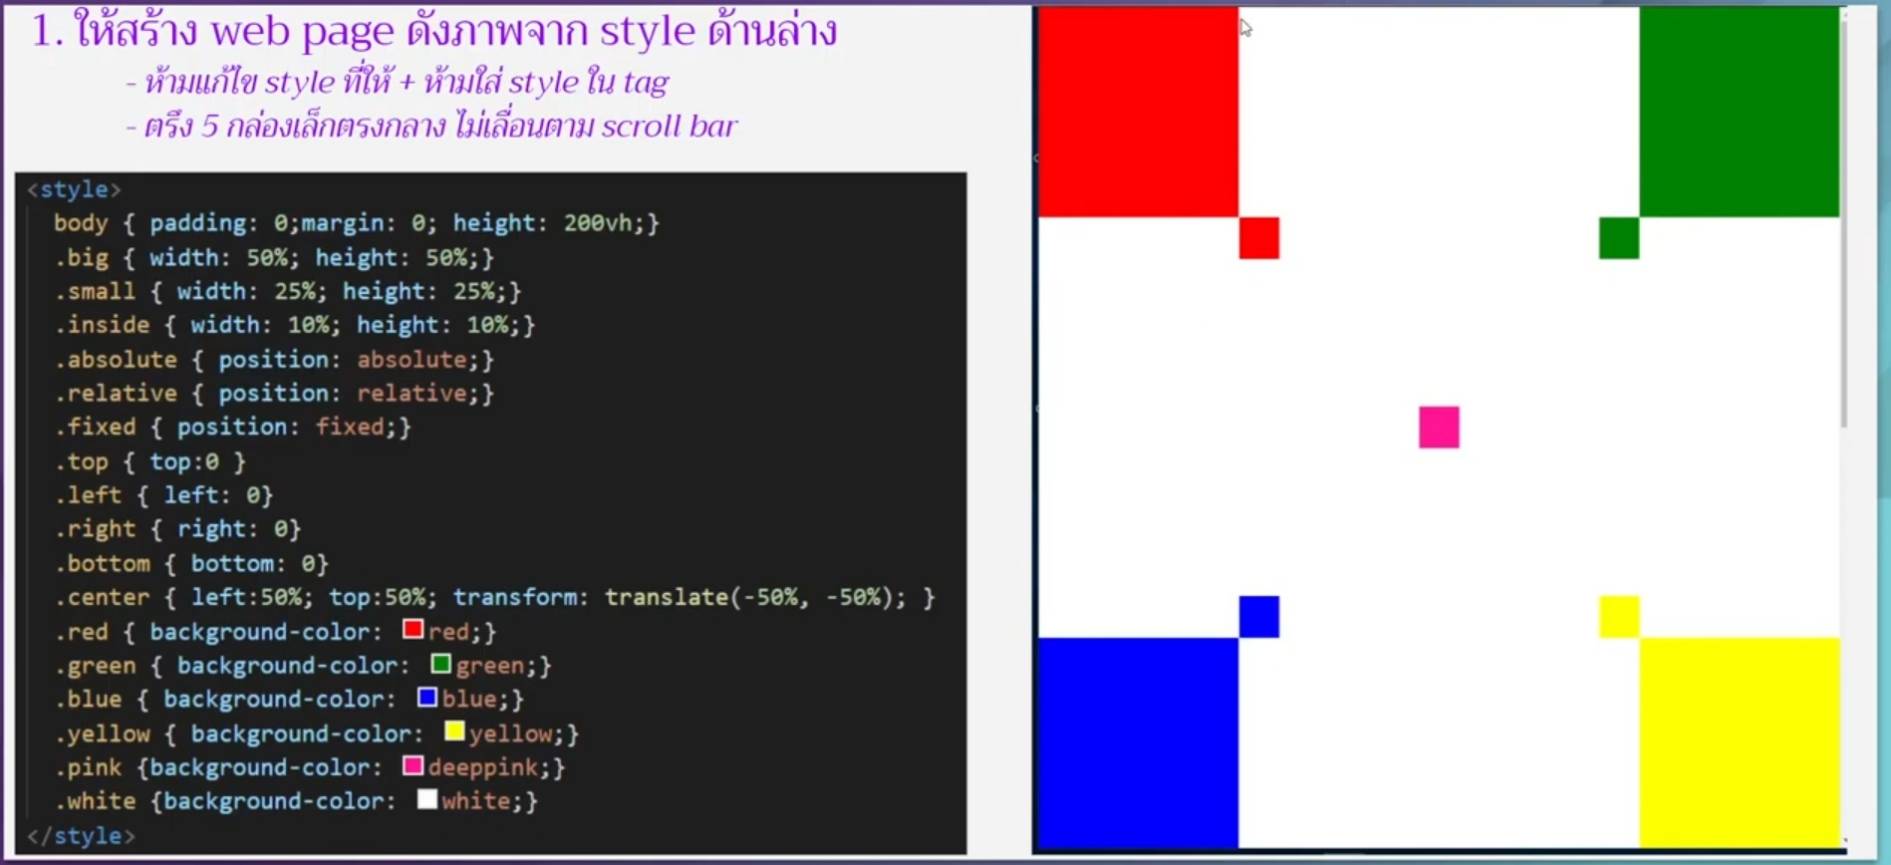 1. ให้สร้าง web page ดังภาพจาก style ด้านล่าง
- ห้ามแก้ไข style ที่ให้ + ห้ามใส่ style ใน tag
- ตรึง 5 กล่องเล็กตรงกลาง ไม่เลื่อนตาม scroll bar
<style>
body { padding: 0;margin: 0; height: 200vh;}
.big { width: 50%; height: 50%;}
.small { width: 25%; height: 25%;}
.inside { width: 10%; height: 10%;}
.absolute { position: absolute;}
.relative { position: relative;}
.fixed { position: fixed;}
.top { top:0 }
.left { left: 0}
.right { right: 0}
.bottom { bottom: 0}
.center { left:50%; top:50%; transform: translate(-50%, -50%); }
.red { background-color: red;}
.green { background-color: green;}
.blue { background-color: blue;}
.yellow { background-color: yellow;}
.pink {background-color: deeppink;}
.white {background-color: white;}
</style>